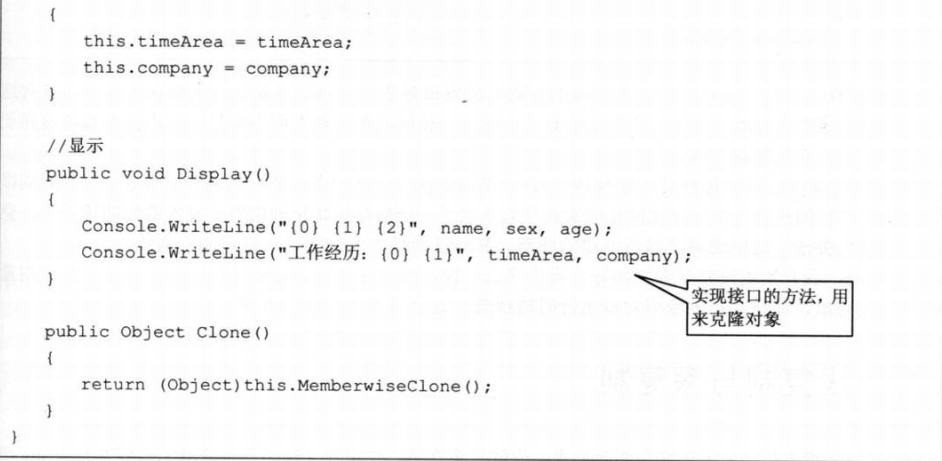 {
this.timeArea = timeArea;
this.company = company;
}
//显示
public void Display()
{
Console.WriteLine("{0} {1} {2}", name, sex, age);
Console.WriteLine("工作经历：{0} {1}", timeArea, company);
}
实现接口的方法，用
来克隆对象
public Object Clone()
{
return (Object)this.MemberwiseClone();
}
}